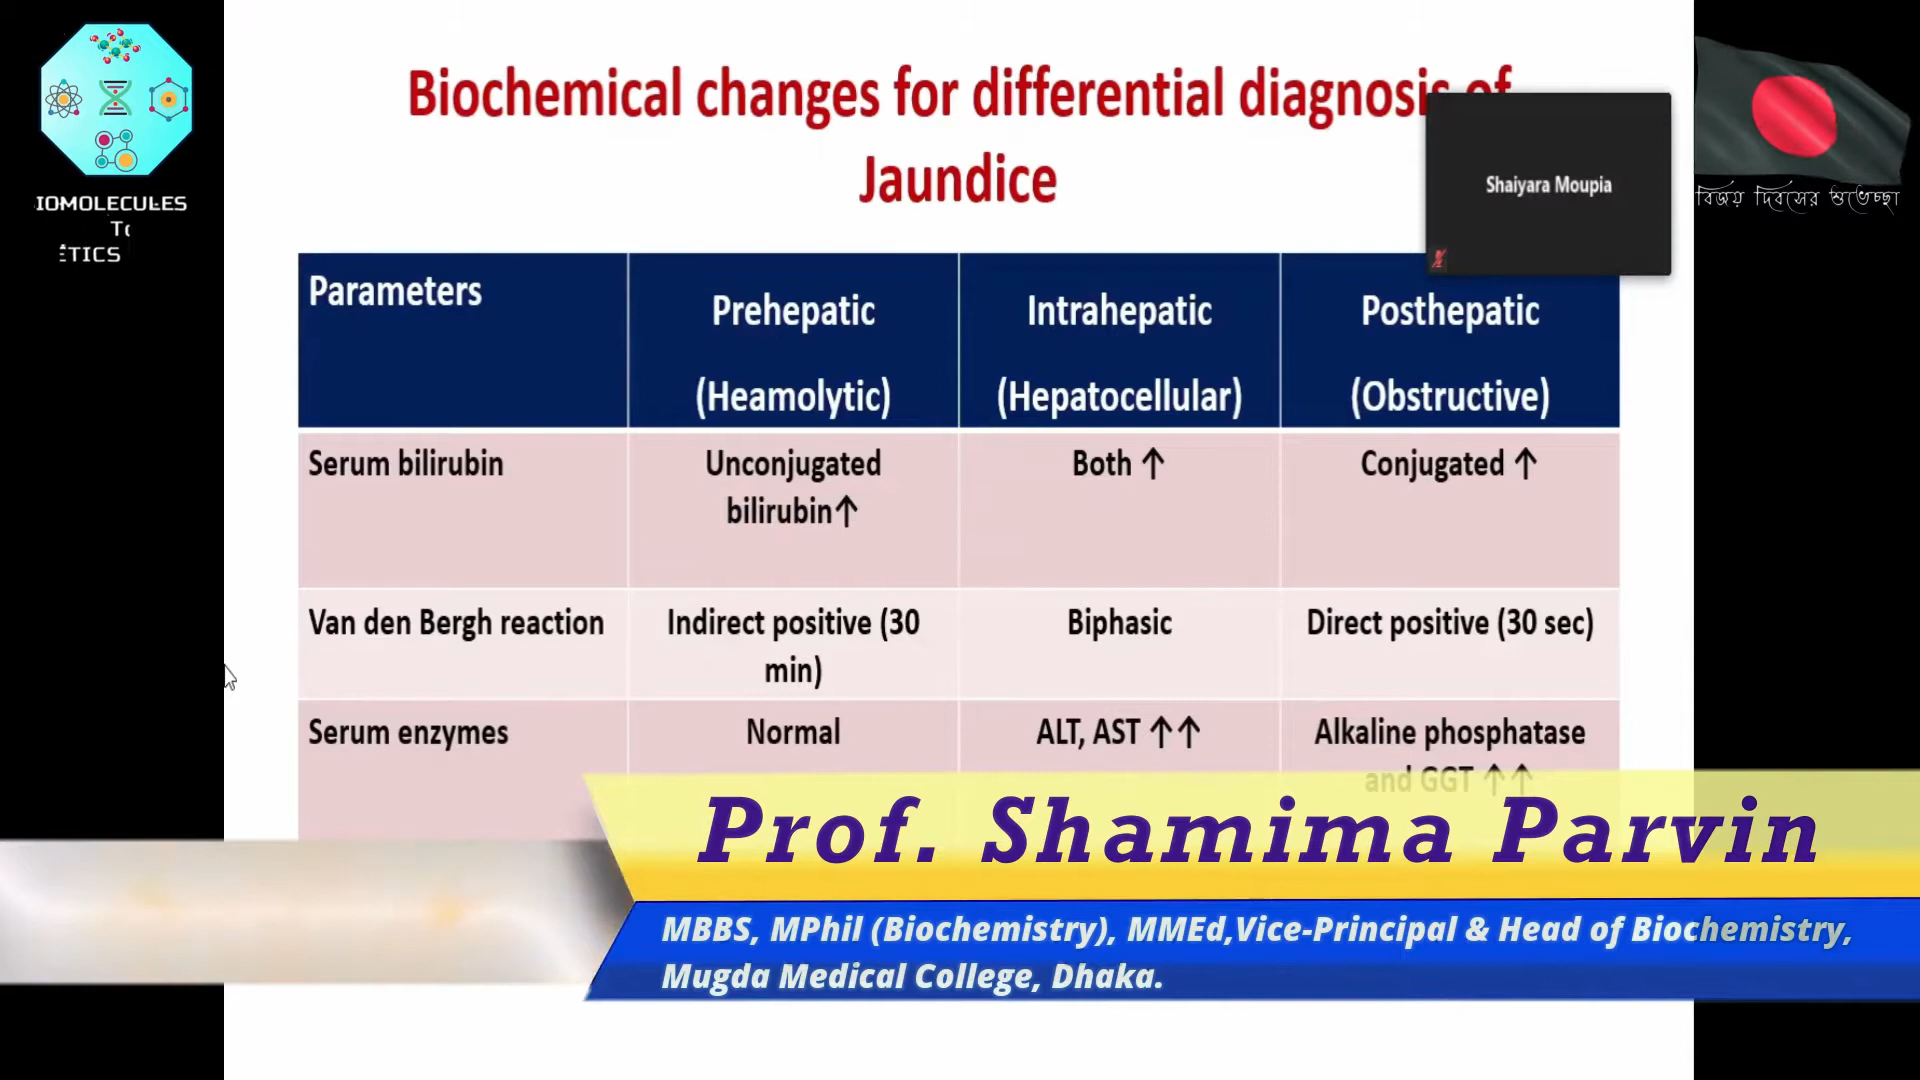 Biochemical changes for differential diagnosis of
Jaundice
Shaiyara Moupia
IOMOLECULES
To
ETICS
বিজয় দিবসের শুভেচ্ছা
Parameters
Prehepatic
(Heamolytic)
Intrahepatic
(Hepatocellular)
Posthepatic
(Obstructive)
Serum bilirubin
Unconjugated
bilirubin↑
Both ↑
Conjugated ↑
Van den Bergh reaction
Indirect positive (30
min)
Biphasic
Direct positive (30 sec)
Serum enzymes
Normal
ALT, AST ↑↑
Alkaline phosphatase
and GGT ↑↑
Prof. Shamima Parvin
MBBS, MPhil (Biochemistry), MMEd,Vice-Principal & Head of Biochemistry,
Mugda Medical College, Dhaka.